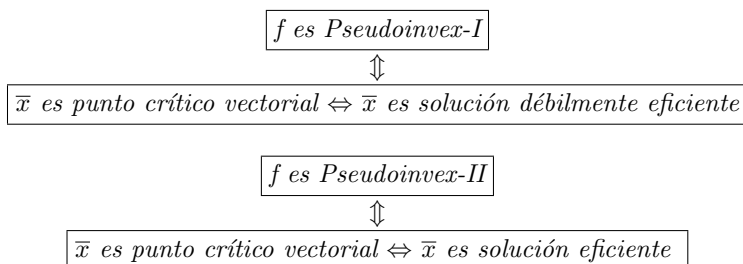 f es Pseudoinvex-I
⇕
x̅ es punto crítico vectorial ⇔ x̅ es solución débilmente eficiente
f es Pseudoinvex-II
⇕
x̅ es punto crítico vectorial ⇔ x̅ es solución eficiente